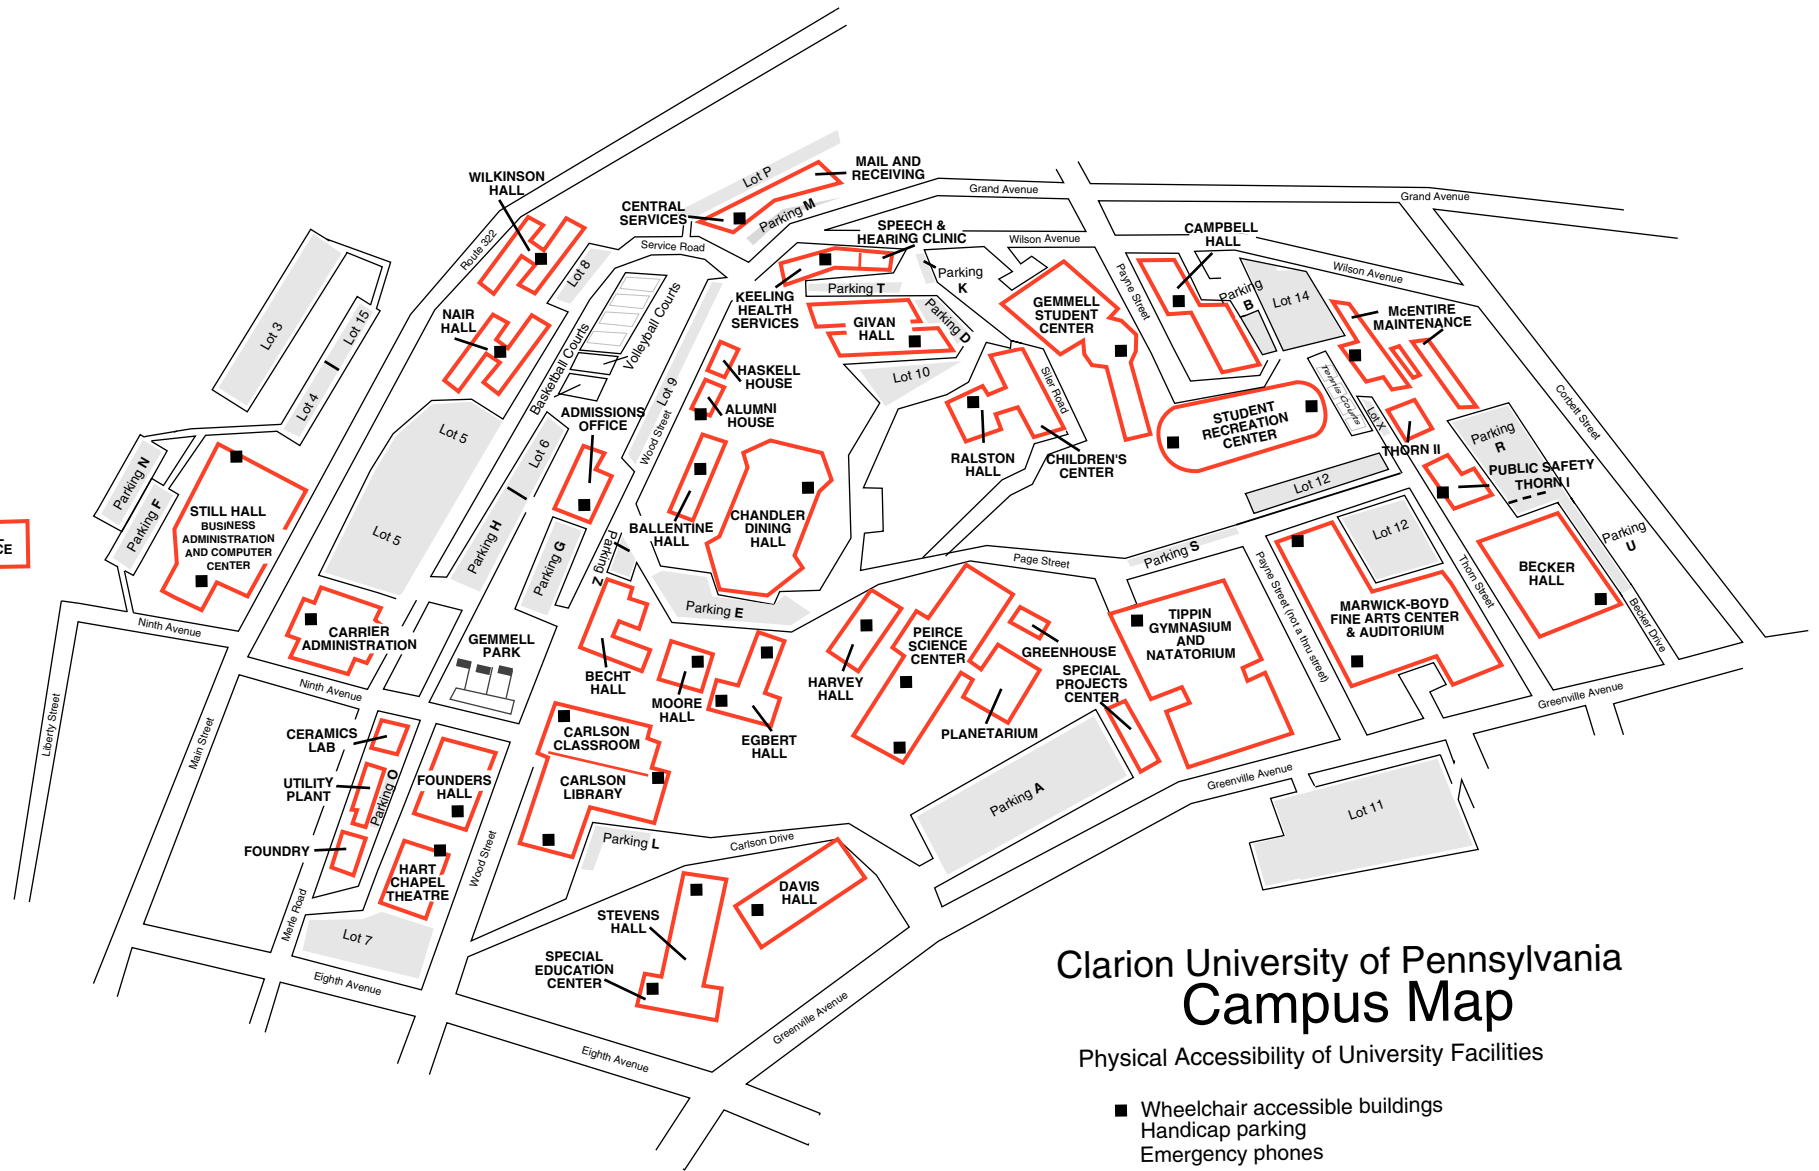 WILKINSON
HALL
MAIL AND
RECEIVING
Lot P
CENTRAL
SERVICES
Parking M
Grand Avenue
Grand Avenue
Route 322
Service Road
SPEECH &
HEARING CLINIC
Wilson Avenue
CAMPBELL
HALL
Wilson Avenue
Lot 8
Parking
K
Payne Street
Parking
B
Lot 14
Parking T
KEELING
HEALTH
SERVICES
GIVAN
HALL
Parking D
GEMMELL
STUDENT
CENTER
McENTIRE
MAINTENANCE
NAIR
HALL
Lot 3
Lot 15
Lot 4
Basketball Courts
Volleyball Courts
Lot 9
HASKELL
HOUSE
ALUMNI
HOUSE
Lot 10
Siler Road
Tennis Courts
Lot X
Corbett Street
ADMISSIONS
OFFICE
Wood Street
Lot 5
Lot 6
STUDENT
RECREATION
CENTER
THORN II
Parking
R
RALSTON
HALL
CHILDREN'S
CENTER
PUBLIC SAFETY
THORN I
Parking N
Parking F
Lot 12
STILL HALL
BUSINESS
ADMINISTRATION
AND COMPUTER
CENTER
Lot 5
Parking H
Parking G
Parking Z
BALLENTINE
HALL
CHANDLER
DINING
HALL
CE
Lot 12
Parking
U
Parking S
Page Street
Payne Street (not a thru street)
Thorn Street
BECKER
HALL
Becker Drive
Parking E
Ninth Avenue
CARRIER
ADMINISTRATION
GEMMELL
PARK
PEIRCE
SCIENCE
CENTER
GREENHOUSE
TIPPIN
GYMNASIUM
AND
NATATORIUM
MARWICK-BOYD
FINE ARTS CENTER
& AUDITORIUM
BECHT
HALL
MOORE
HALL
HARVEY
HALL
SPECIAL
PROJECTS
CENTER
Ninth Avenue
Greenville Avenue
Liberty Street
Main Street
CERAMICS
LAB
CARLSON
CLASSROOM
EGBERT
HALL
PLANETARIUM
UTILITY
PLANT
Parking O
FOUNDERS
HALL
CARLSON
LIBRARY
Parking A
Greenville Avenue
Lot 11
FOUNDRY
Wood Street
Parking L
Carlson Drive
HART
CHAPEL
THEATRE
DAVIS
HALL
Merle Road
Lot 7
STEVENS
HALL
SPECIAL
EDUCATION
CENTER
Eighth Avenue
Greenville Avenue
Eighth Avenue
Clarion University of Pennsylvania
Campus Map
Physical Accessibility of University Facilities
Wheelchair accessible buildings
Handicap parking
Emergency phones